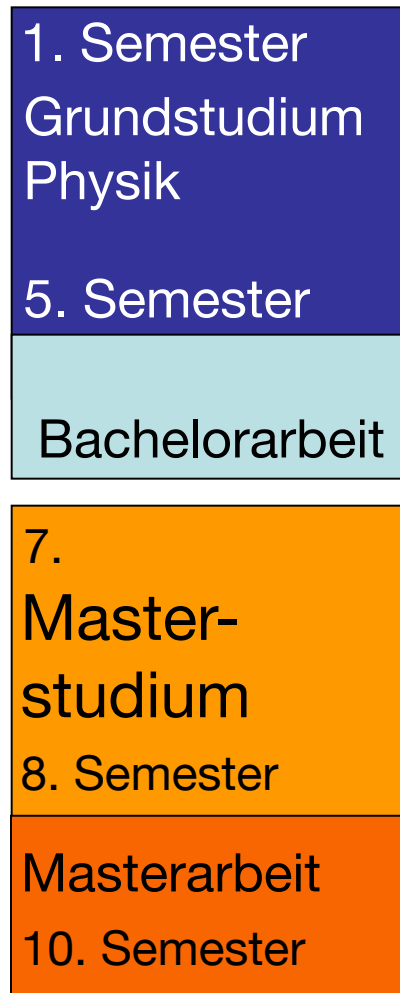 1. Semester
Grundstudium
Physik
5. Semester
Bachelorarbeit
7.
Master-
studium
8. Semester
Masterarbeit
10. Semester